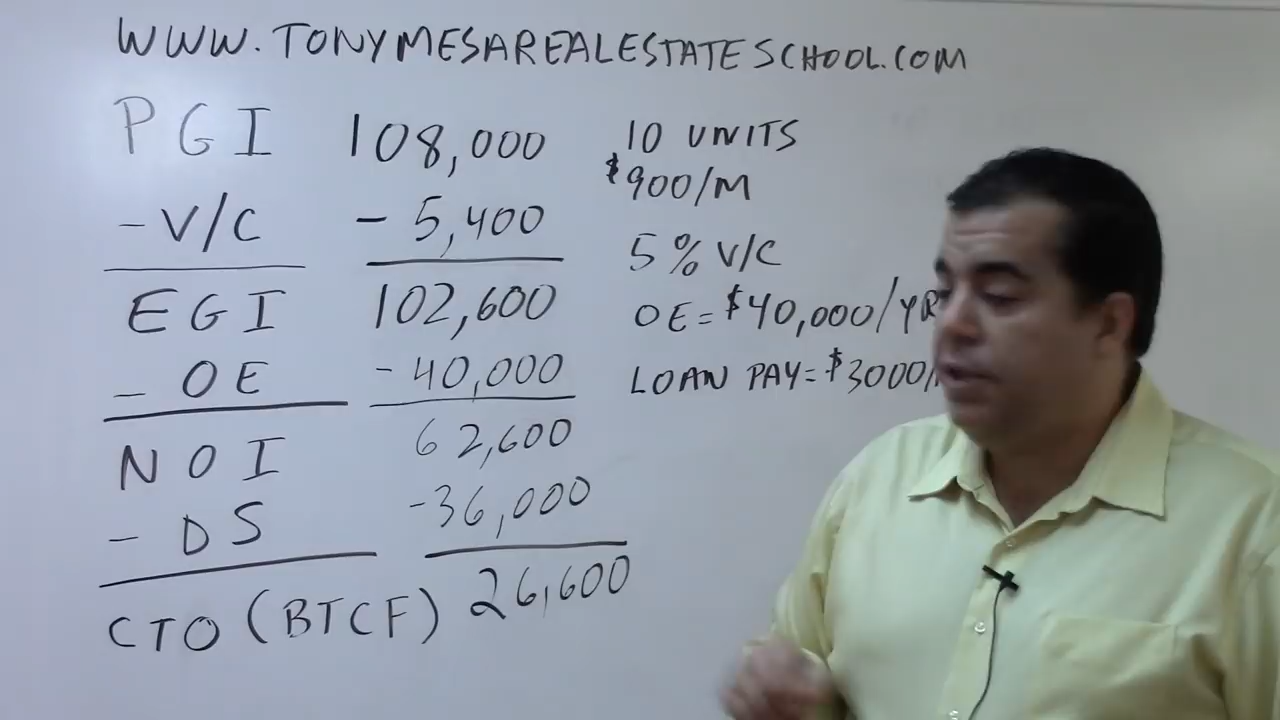 WWW.TONYMESAREALESTATESCHOOL.COM
PGI 108,000
10 UNITS
$900/M
-V/C -5,400
5% V/C
EGI 102,600
OE=$40,000/YR
- OE -40,000
LOAN PAY=$3000/
NOI 62,600
- DS -36,000
CTO (BTCF) 26,600